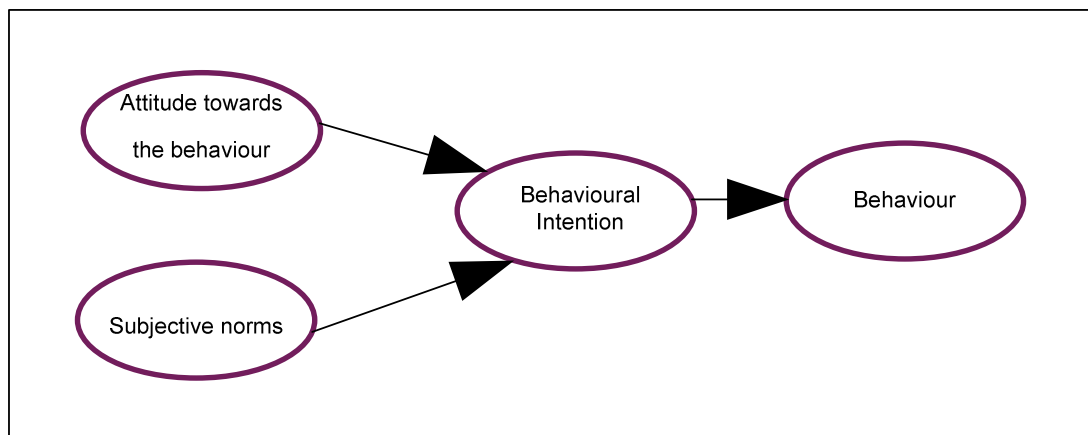 Attitude towards
the behaviour
Behavioural
Intention
Behaviour
Subjective norms